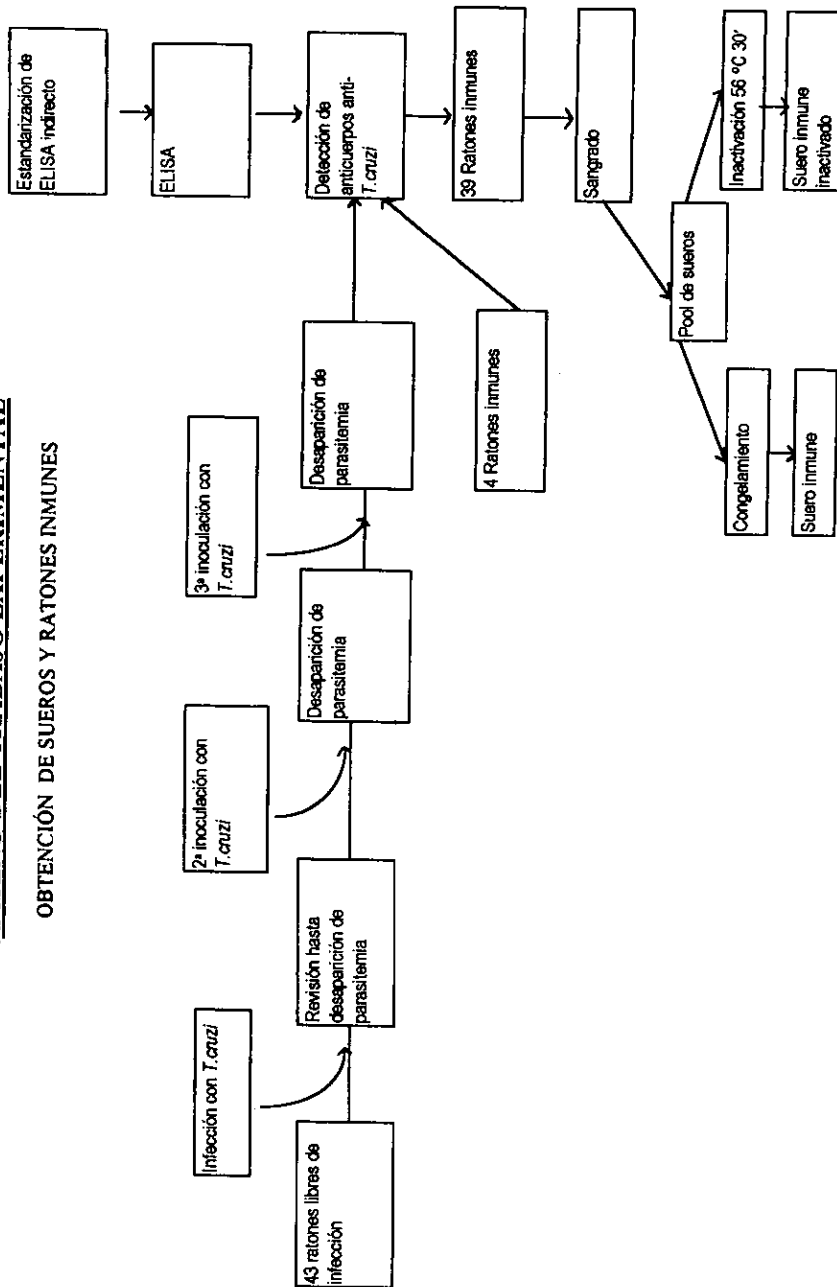 OBTENCIÓN DE SUEROS Y RATONES INMUNES
Estandarización de
ELISA indirecto
ELISA
Infección con T.cruzi
2ª inoculación con
T.cruzi
3ª inoculación con
T.cruzi
43 ratones libres de
infección
Revisión hasta
desaparición de
parasitemia
Desaparición de
parasitemia
Desaparición de
parasitemia
Detección de
anticuerpos anti-
T.cruzi
4 Ratones inmunes
39 Ratones inmunes
Sangrado
Pool de sueros
Congelamiento
Suero inmune
Inactivación 56 ºC 30'
Suero inmune
inactivado